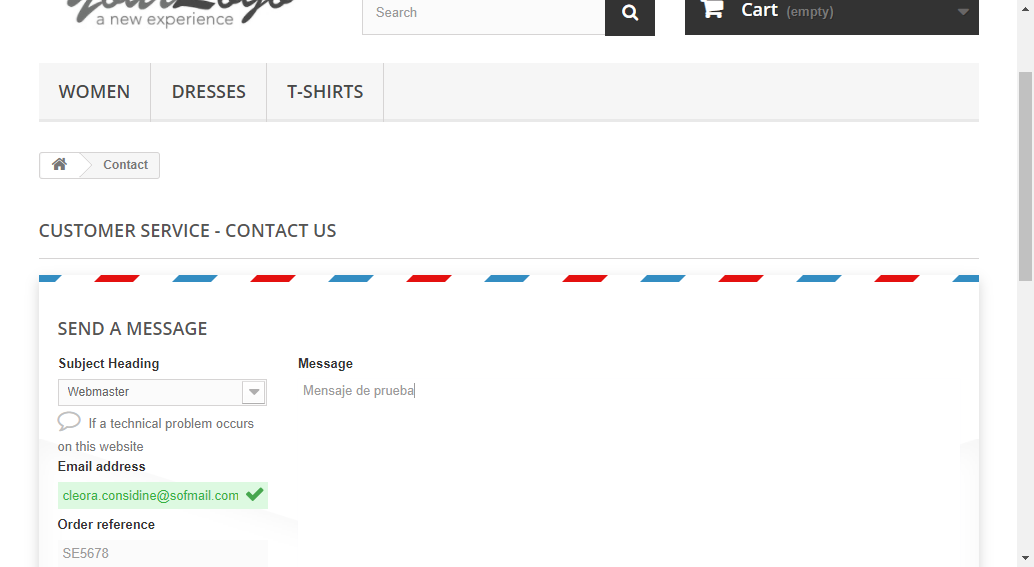 yourLogo
a new experience
Search
Cart (empty)
WOMEN
DRESSES
T-SHIRTS
Contact
CUSTOMER SERVICE - CONTACT US
SEND A MESSAGE
Subject Heading
Message
Webmaster
Mensaje de prueba
If a technical problem occurs
on this website
Email address
cleora.considine@sofmail.com
Order reference
SE5678